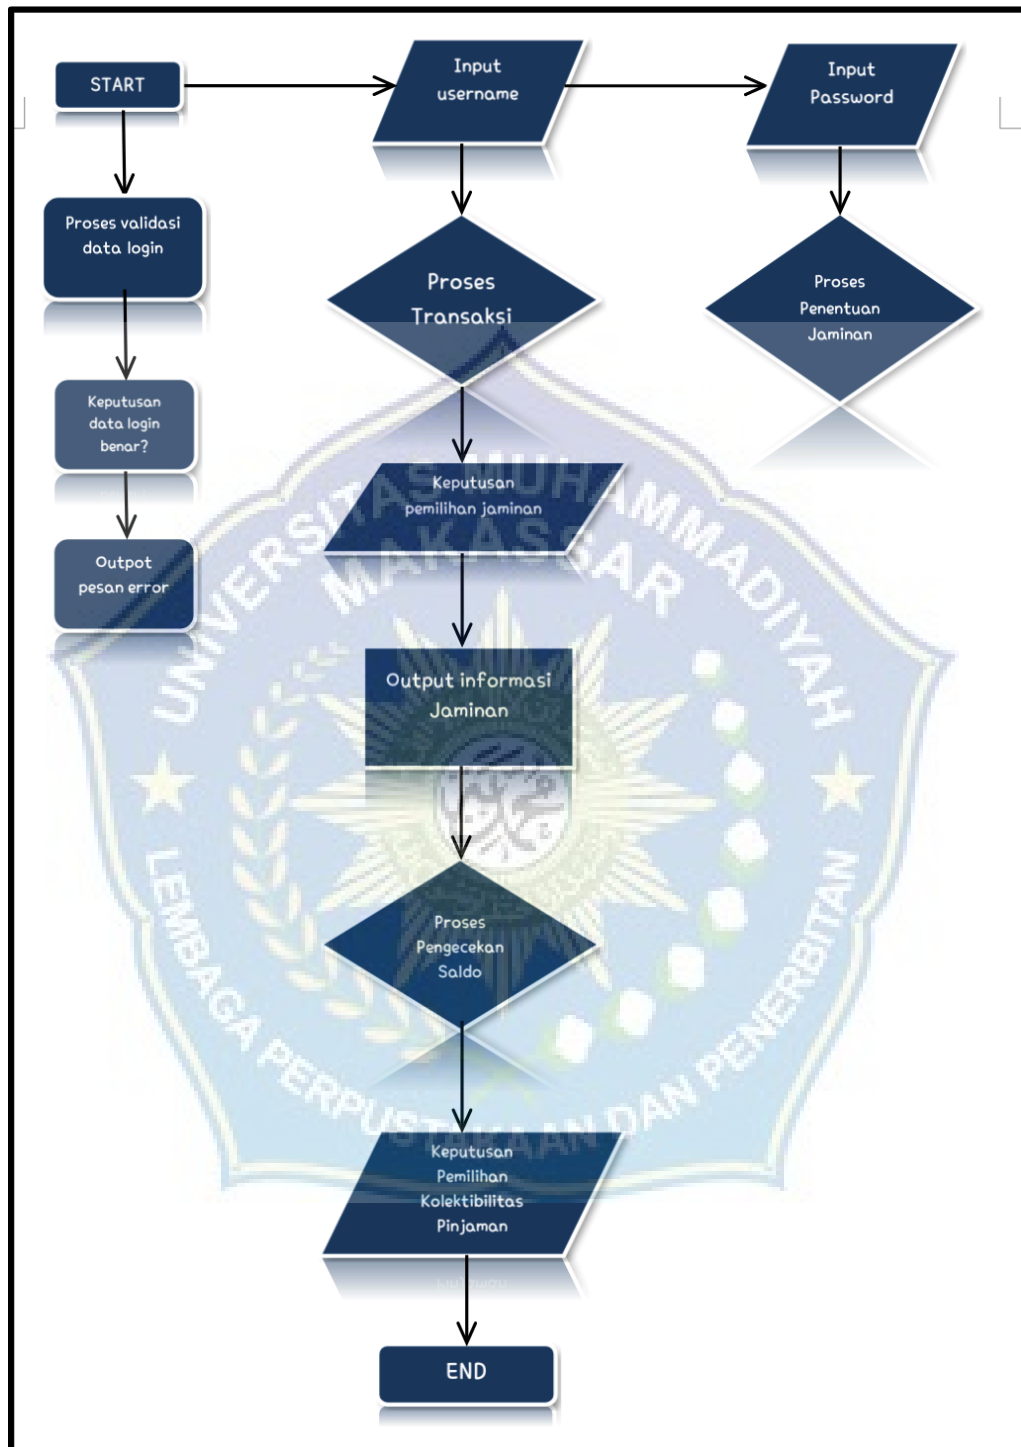 START
Input
username
Input
Password
Proses validasi
data login
Proses
Transaksi
Proses
Penentuan
Jaminan
Keputusan
data login
benar?
Keputusan
pemilihan jaminan
Outpot
pesan error
Output informasi
Jaminan
Proses
Pengecekan
Saldo
Keputusan
Pemilihan
Kolektibilitas
Pinjaman
END
UNIVERSITAS MUHAMMADIYAH
MAKASSAR
LEMBAGA PERPUSTAKAAN DAN PENERBITAN